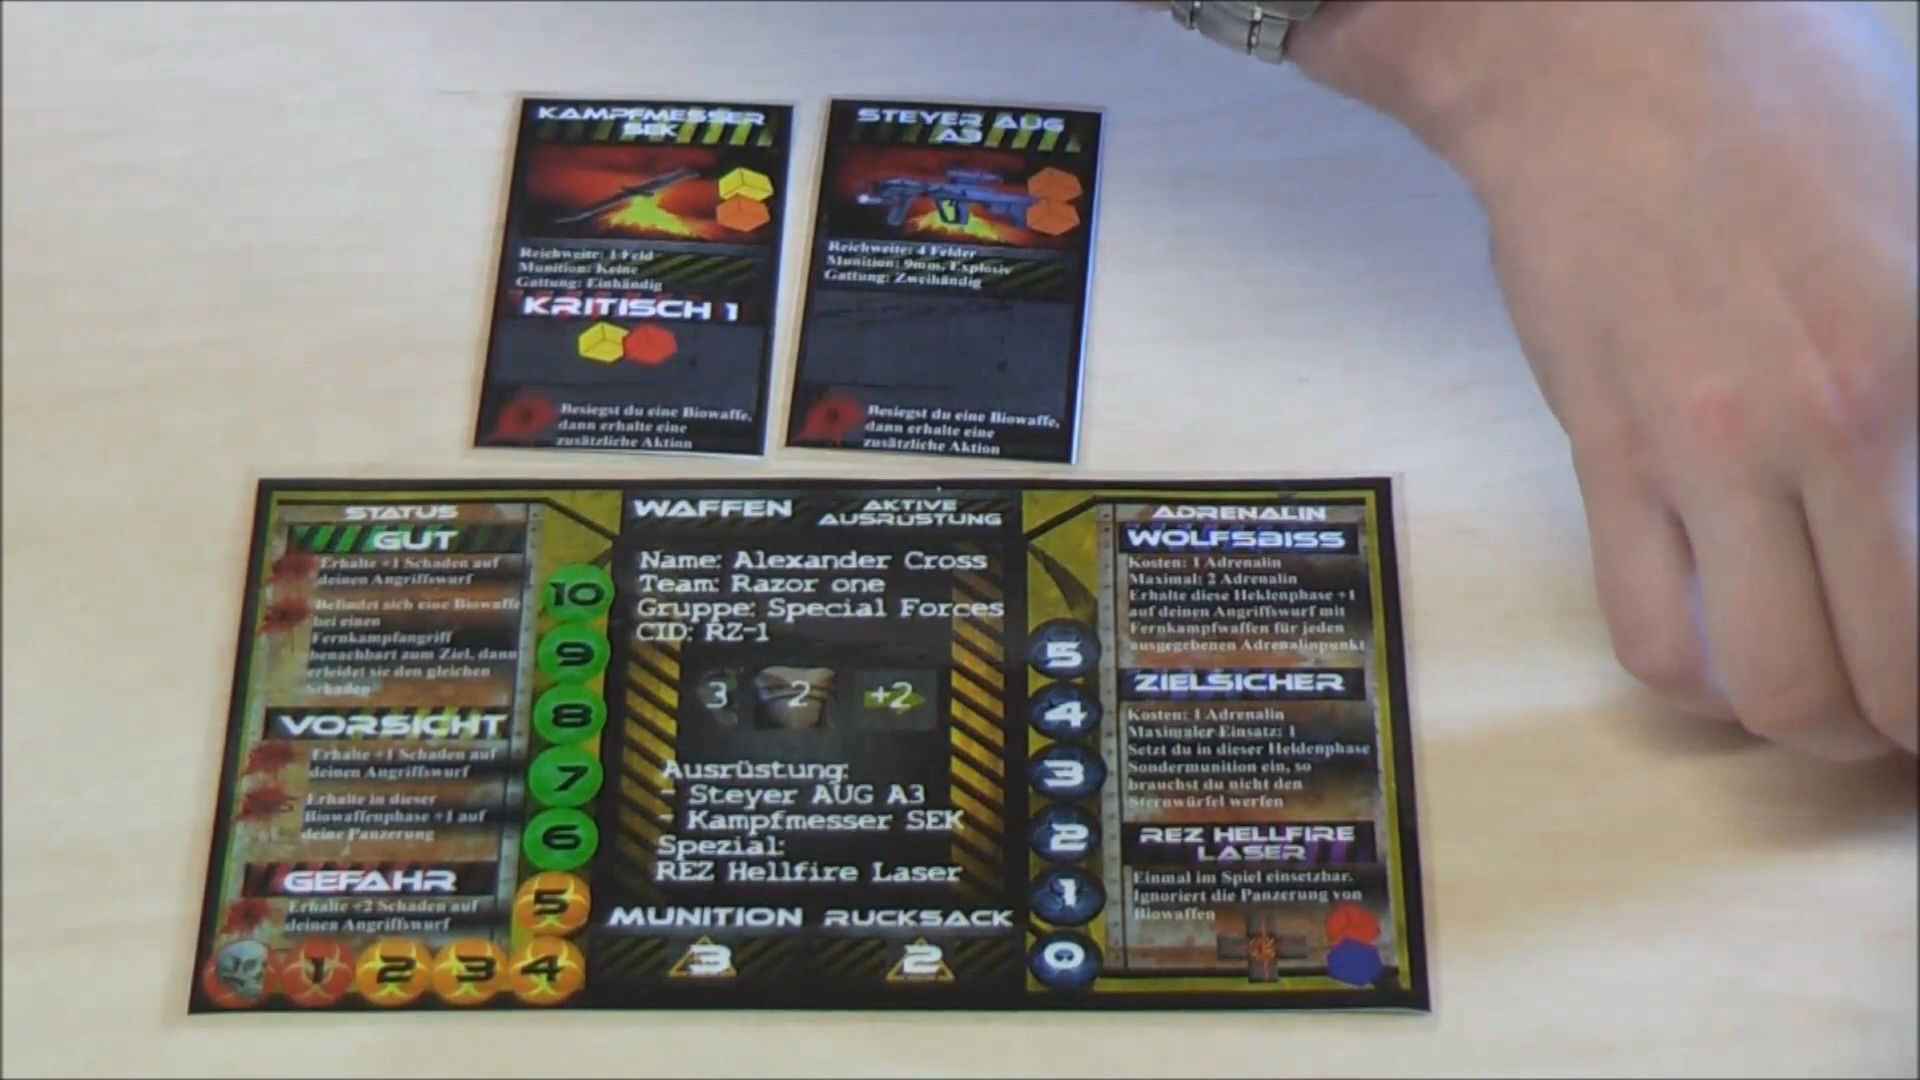 KAMPFMESSER
SEK
Reichweite: 1 Feld
Munition: Keine
Gattung: Einhändig
KRITISCH 1
Besiegst du eine Biowaffe,
dann erhalte eine
zusätzliche Aktion
STEYER AUG
A3
Reichweite: 4 Felder
Munition: 9mm, Explosiv
Gattung: Zweihändig
Besiegst du eine Biowaffe,
dann erhalte eine
zusätzliche Aktion
STATUS
GUT
Erhalte +1 Schaden auf
deinen Angriffswurf
Befindet sich eine Biowaffe
bei einen
Fernkampfangriff
benachbart zum Ziel, dann
erleidet sie den gleichen
Schaden
VORSICHT
Erhalte +1 Schaden auf
deinen Angriffswurf
Erhalte in dieser
Biowaffenphase +1 auf
deine Panzerung
GEFAHR
Erhalte +2 Schaden auf
deinen Angriffswurf
10
9
8
7
6
5
1 2 3 4
WAFFEN
AKTIVE
AUSRÜSTUNG
Name: Alexander Cross
Team: Razor one
Gruppe: Special Forces
CID: RZ-1
3 2 +2
Ausrüstung:
- Steyer AUG A3
- Kampfmesser SEK
Spezial:
REZ Hellfire Laser
MUNITION
3
RUCKSACK
2
5
4
3
2
1
0
ADRENALIN
WOLFSBISS
Kosten: 1 Adrenalin
Maximal: 2 Adrenalin
Erhalte diese Heldenphase +1
auf deinen Angriffswurf mit
Fernkampfwaffen für jeden
ausgegebenen Adrenalinpunkt
ZIELSICHER
Kosten: 1 Adrenalin
Maximaler Einsatz: 1
Setzt du in dieser Heldenphase
Sondermunition ein, so
brauchst du nicht den
Sternwürfel werfen
REZ HELLFIRE
LASER
Einmal im Spiel einsetzbar.
Ignoriert die Panzerung von
Biowaffen